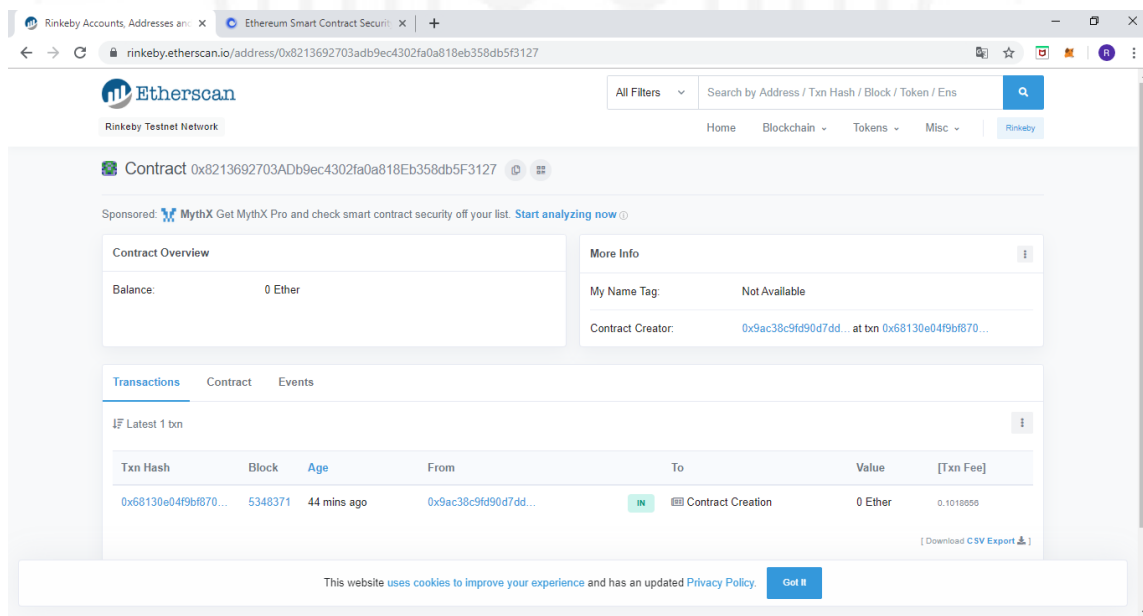 Rinkeby Accounts, Addresses and
Ethereum Smart Contract Securit
rinkeby.etherscan.io/address/0x8213692703adb9ec4302fa0a818eb358db5f3127
R
Etherscan
All Filters
Search by Address / Txn Hash / Block / Token / Ens
Rinkeby Testnet Network
Home Blockchain Tokens Misc Rinkeby
Contract 0x8213692703ADb9ec4302fa0a818Eb358db5F3127
Sponsored: MythX Get MythX Pro and check smart contract security off your list. Start analyzing now
Contract Overview
Balance: 0 Ether
More Info
My Name Tag: Not Available
Contract Creator: 0x9ac38c9fd90d7dd... at txn 0x68130e04f9bf870...
Transactions Contract Events
Latest 1 txn
Txn Hash Block Age From To Value [Txn Fee]
0x68130e04f9bf870... 5348371 44 mins ago 0x9ac38c9fd90d7dd... IN Contract Creation 0 Ether 0.1018656
[ Download CSV Export ]
This website uses cookies to improve your experience and has an updated Privacy Policy. Got It